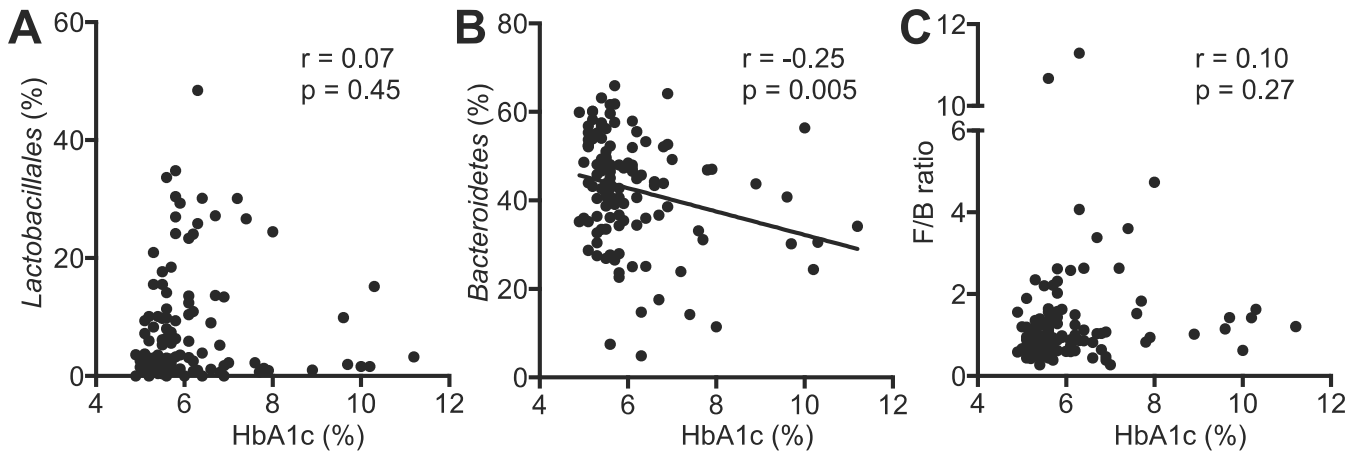 A
60
40
20
0
Lactobacillales (%)
r = 0.07
p = 0.45
4 6 8 10 12
HbA1c (%)
B
80
60
40
20
0
Bacteroidetes (%)
r = -0.25
p = 0.005
4 6 8 10 12
HbA1c (%)
C
12
10
6
4
2
0
F/B ratio
r = 0.10
p = 0.27
4 6 8 10 12
HbA1c (%)